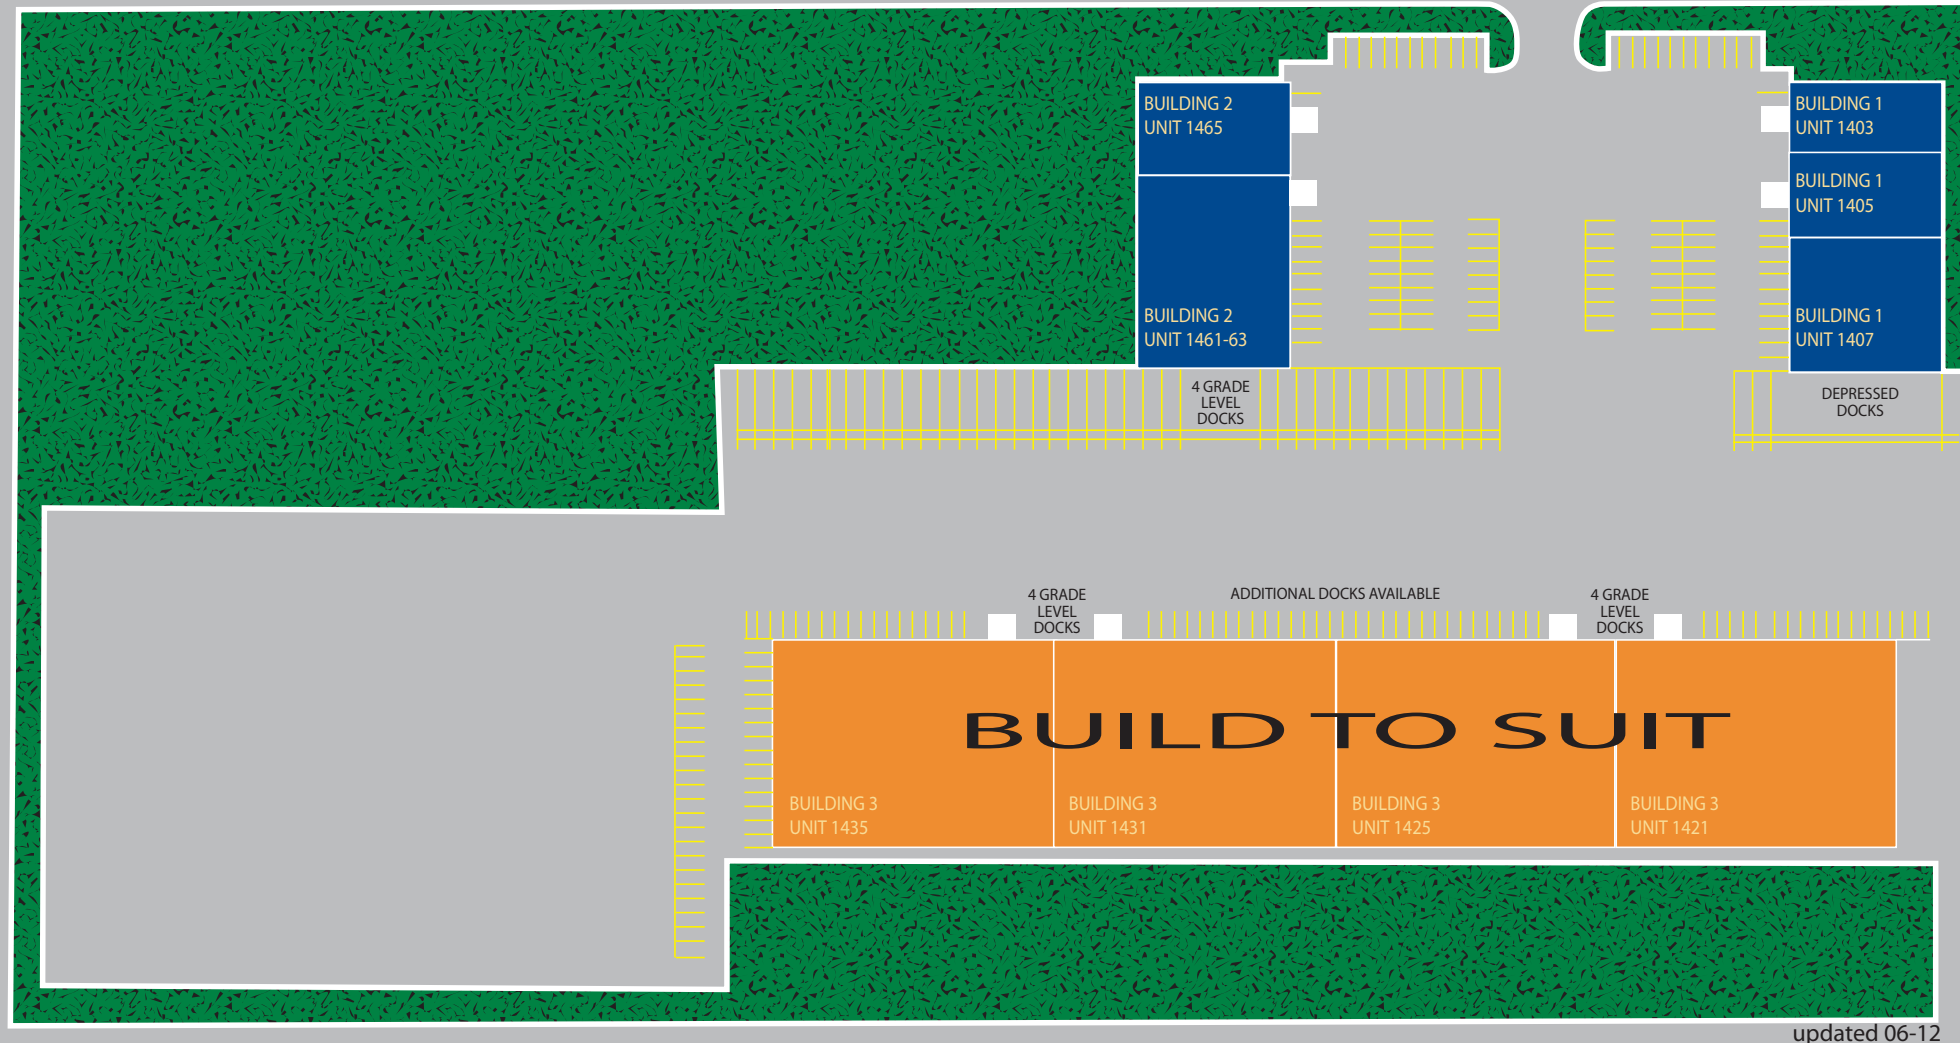 BUILDING 2
UNIT 1465
BUILDING 1
UNIT 1403
BUILDING 1
UNIT 1405
BUILDING 2
UNIT 1461-63
BUILDING 1
UNIT 1407
4 GRADE
LEVEL
DOCKS
DEPRESSED
DOCKS
4 GRADE
LEVEL
DOCKS
ADDITIONAL DOCKS AVAILABLE
4 GRADE
LEVEL
DOCKS
BUILD TO SUIT
BUILDING 3
UNIT 1435
BUILDING 3
UNIT 1431
BUILDING 3
UNIT 1425
BUILDING 3
UNIT 1421
updated 06-12